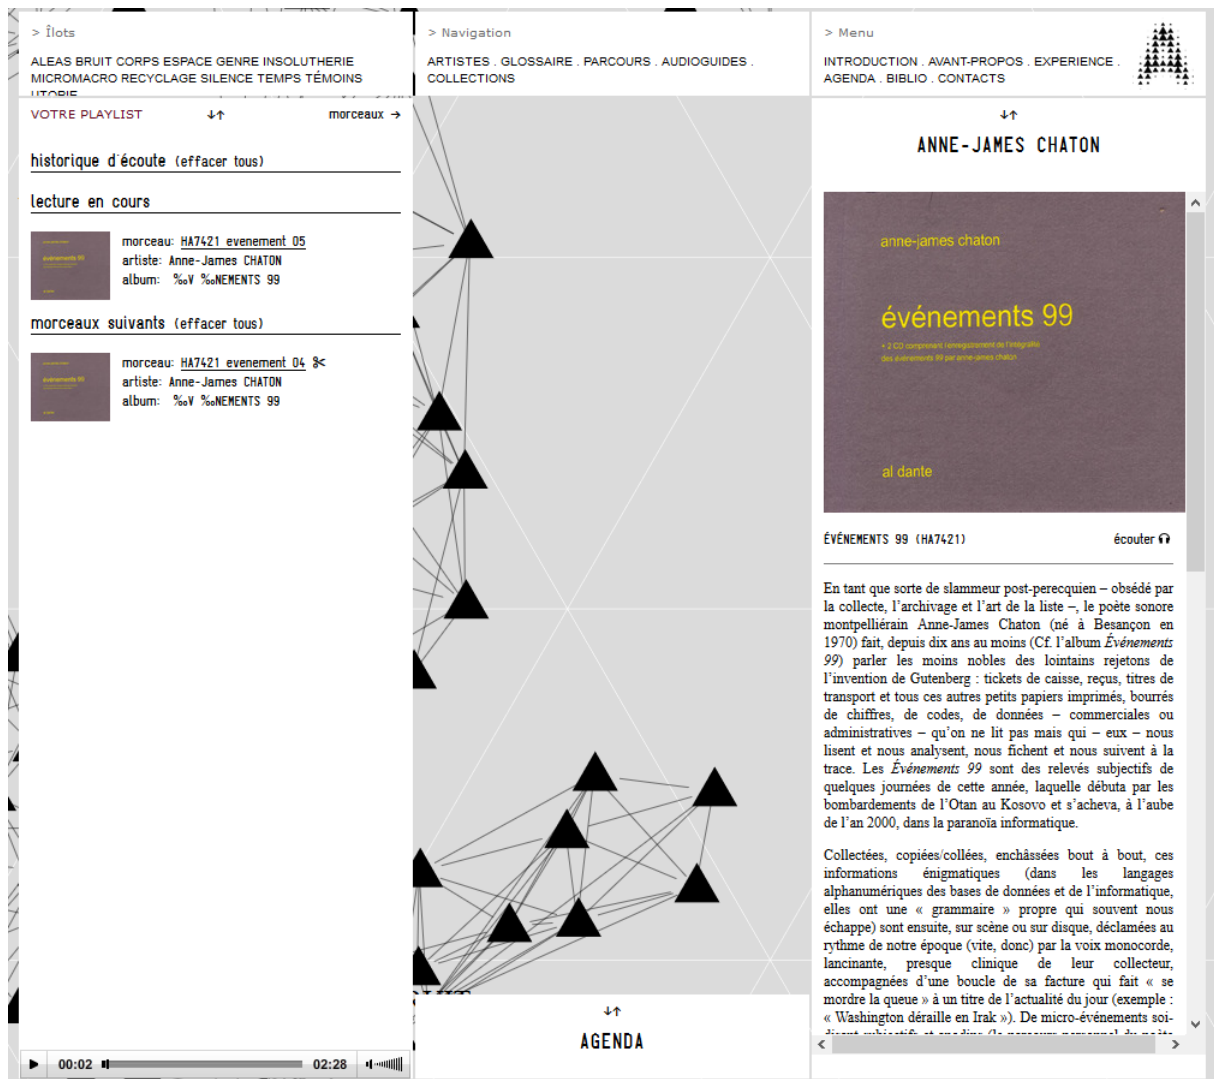 > Îlots
ALEAS BRUIT CORPS ESPACE GENRE INSOLUTHERIE
MICROMACRO RECYCLAGE SILENCE TEMPS TÉMOINS
UTOPIE
> Navigation
ARTISTES . GLOSSAIRE . PARCOURS . AUDIOGUIDES .
COLLECTIONS
> Menu
INTRODUCTION . AVANT-PROPOS . EXPERIENCE .
AGENDA . BIBLIO . CONTACTS
VOTRE PLAYLIST ↓↑ morceaux →
historique d'écoute (effacer tous)
lecture en cours
morceau: HA7421 evenement 05
artiste: Anne-James CHATON
album: ‰V ‰NEMENTS 99
morceaux suivants (effacer tous)
morceau: HA7421 evenement 04 ✂
artiste: Anne-James CHATON
album: ‰V ‰NEMENTS 99
00:02 02:28
↓↑
AGENDA
↓↑
ANNE-JAMES CHATON
anne-james chaton
événements 99
+ 2 CD comprenant l'enregistrement de l'intégralité
des événements 99 par anne-james chaton
al dante
ÉVÉNEMENTS 99 (HA7421) écouter
En tant que sorte de slammeur post-perecquien – obsédé par
la collecte, l'archivage et l'art de la liste –, le poète sonore
montpelliérain Anne-James Chaton (né à Besançon en
1970) fait, depuis dix ans au moins (Cf. l'album Événements
99) parler les moins nobles des lointains rejetons de
l'invention de Gutenberg : tickets de caisse, reçus, titres de
transport et tous ces autres petits papiers imprimés, bourrés
de chiffres, de codes, de données – commerciales ou
administratives – qu'on ne lit pas mais qui – eux – nous
lisent et nous analysent, nous fichent et nous suivent à la
trace. Les Événements 99 sont des relevés subjectifs de
quelques journées de cette année, laquelle débuta par les
bombardements de l'Otan au Kosovo et s'acheva, à l'aube
de l'an 2000, dans la paranoïa informatique.
Collectées, copiées/collées, enchâssées bout à bout, ces
informations énigmatiques (dans les langages
alphanumériques des bases de données et de l'informatique,
elles ont une « grammaire » propre qui souvent nous
échappe) sont ensuite, sur scène ou sur disque, déclamées au
rythme de notre époque (vite, donc) par la voix monocorde,
lancinante, presque clinique de leur collecteur,
accompagnées d'une boucle de sa facture qui fait « se
mordre la queue » à un titre de l'actualité du jour (exemple :
« Washington déraille en Irak »). De micro-événements soi-